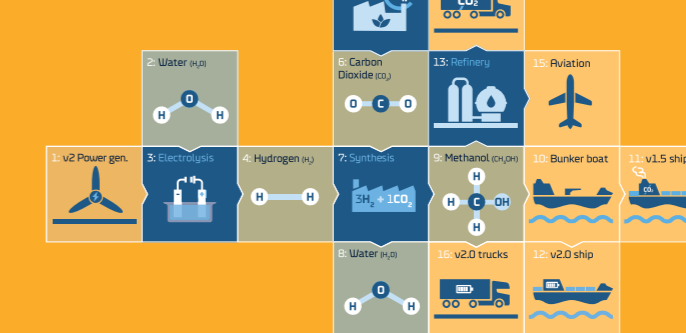 CO₂
2: Water (H₂O)
6: Carbon
Dioxide (CO₂)
13: Refinery
15: Aviation
O
H
H
O
C
O
1: v2 Power gen.
3: Electrolysis
4: Hydrogen (H₂)
7: Synthesis
9: Methanol (CH₃OH)
10: Bunker boat
11: v1.5 ship
H
CO₂
H
H
3H₂ + 1CO₂
H
C
OH
H
8: Water (H₂O)
16: v2.0 trucks
12: v2.0 ship
O
H
H